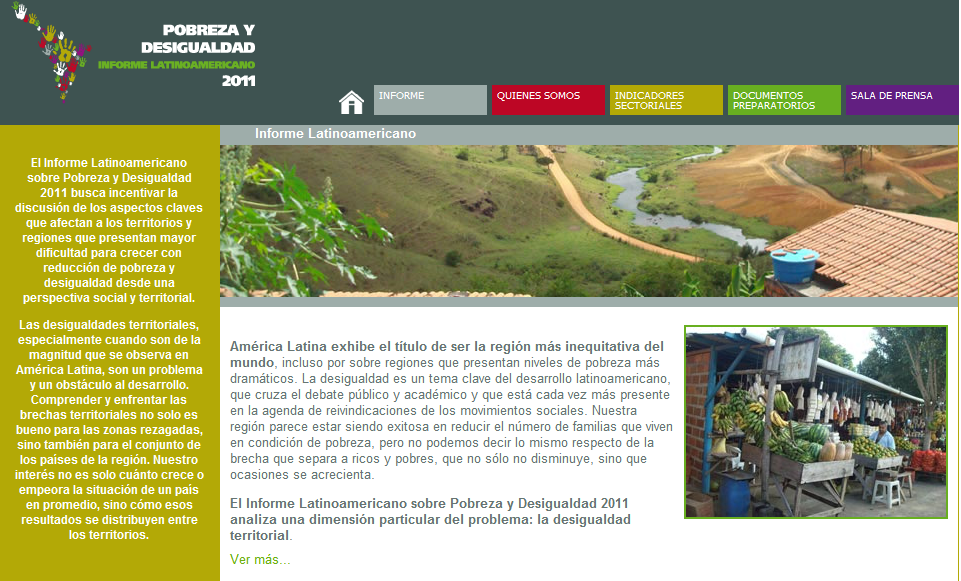 POBREZA Y
DESIGUALDAD
INFORME LATINOAMERICANO
2011
INFORME
QUIENES SOMOS
INDICADORES
SECTORIALES
DOCUMENTOS
PREPARATORIOS
SALA DE PRENSA
Informe Latinoamericano
El Informe Latinoamericano
sobre Pobreza y Desigualdad
2011 busca incentivar la
discusión de los aspectos claves
que afectan a los territorios y
regiones que presentan mayor
dificultad para crecer con
reducción de pobreza y
desigualdad desde una
perspectiva social y territorial.
Las desigualdades territoriales,
especialmente cuando son de la
magnitud que se observa en
América Latina, son un problema
y un obstáculo al desarrollo.
Comprender y enfrentar las
brechas territoriales no solo es
bueno para las zonas rezagadas,
sino también para el conjunto de
los países de la región. Nuestro
interés no es solo cuánto crece o
empeora la situación de un país
en promedio, sino cómo esos
resultados se distribuyen entre
los territorios.
América Latina exhibe el título de ser la región más inequitativa del
mundo, incluso por sobre regiones que presentan niveles de pobreza más
dramáticos. La desigualdad es un tema clave del desarrollo latinoamericano,
que cruza el debate público y académico y que está cada vez más presente
en la agenda de reivindicaciones de los movimientos sociales. Nuestra
región parece estar siendo exitosa en reducir el número de familias que viven
en condición de pobreza, pero no podemos decir lo mismo respecto de la
brecha que separa a ricos y pobres, que no sólo no disminuye, sino que
ocasiones se acrecienta.
El Informe Latinoamericano sobre Pobreza y Desigualdad 2011
analiza una dimensión particular del problema: la desigualdad
territorial.
Ver más...